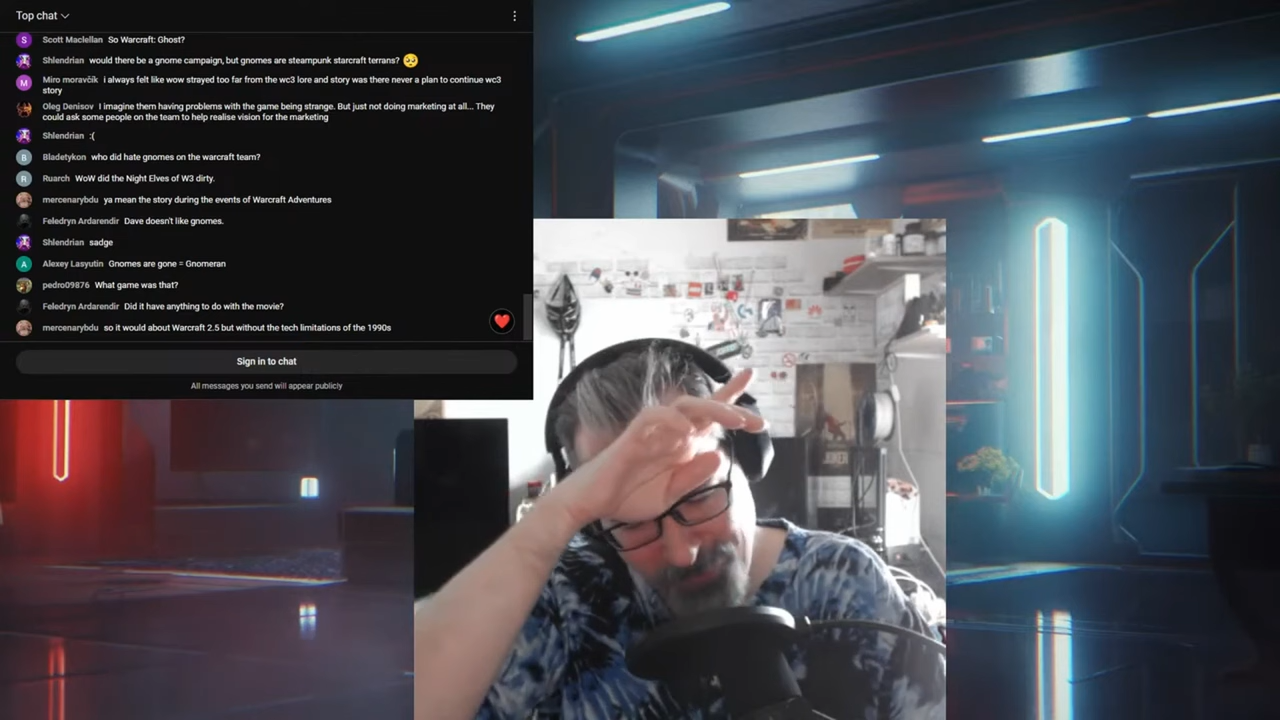 Top chat
S Scott Maclellan So Warcraft: Ghost?
Shlendrian would there be a gnome campaign, but gnomes are steampunk starcraft terrans? 🥺
M Miro moravčík i always felt like wow strayed too far from the wc3 lore and story was there never a plan to continue wc3
story
Oleg Denisov I imagine them having problems with the game being strange. But just not doing marketing at all... They
could ask some people on the team to help realise vision for the marketing
Shlendrian :(
B Bladetykon who did hate gnomes on the warcraft team?
R Ruarch WoW did the Night Elves of W3 dirty.
mercenarybdu ya mean the story during the events of Warcraft Adventures
Feledryn Ardarendir Dave doesn't like gnomes.
Shlendrian sadge
A Alexey Lasyutin Gnomes are gone = Gnomeran
pedro09876 What game was that?
Feledryn Ardarendir Did it have anything to do with the movie?
mercenarybdu so it would about Warcraft 2.5 but without the tech limitations of the 1990s
Sign in to chat
All messages you send will appear publicly
JOKER